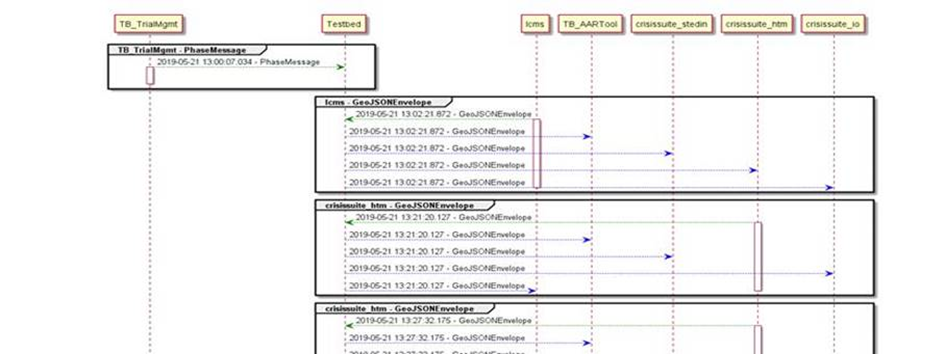 TB_TrialMgmt Testbed lcms TB_AARTool crisissuite_stedin crisissuite_htm crisissuite_io
TB_TrialMgmt - PhaseMessage
2019-05-21 13:00:07.034 - PhaseMessage
lcms - GeoJSONEnvelope
2019-05-21 13:02:21.872 - GeoJSONEnvelope
2019-05-21 13:02:21.872 - GeoJSONEnvelope
2019-05-21 13:02:21.872 - GeoJSONEnvelope
2019-05-21 13:02:21.872 - GeoJSONEnvelope
2019-05-21 13:02:21.872 - GeoJSONEnvelope
crisissuite_htm - GeoJSONEnvelope
2019-05-21 13:21:20.127 - GeoJSONEnvelope
2019-05-21 13:21:20.127 - GeoJSONEnvelope
2019-05-21 13:21:20.127 - GeoJSONEnvelope
2019-05-21 13:21:20.127 - GeoJSONEnvelope
2019-05-21 13:21:20.127 - GeoJSONEnvelope
crisissuite_htm - GeoJSONEnvelope
2019-05-21 13:27:32.175 - GeoJSONEnvelope
2019-05-21 13:27:32.175 - GeoJSONEnvelope